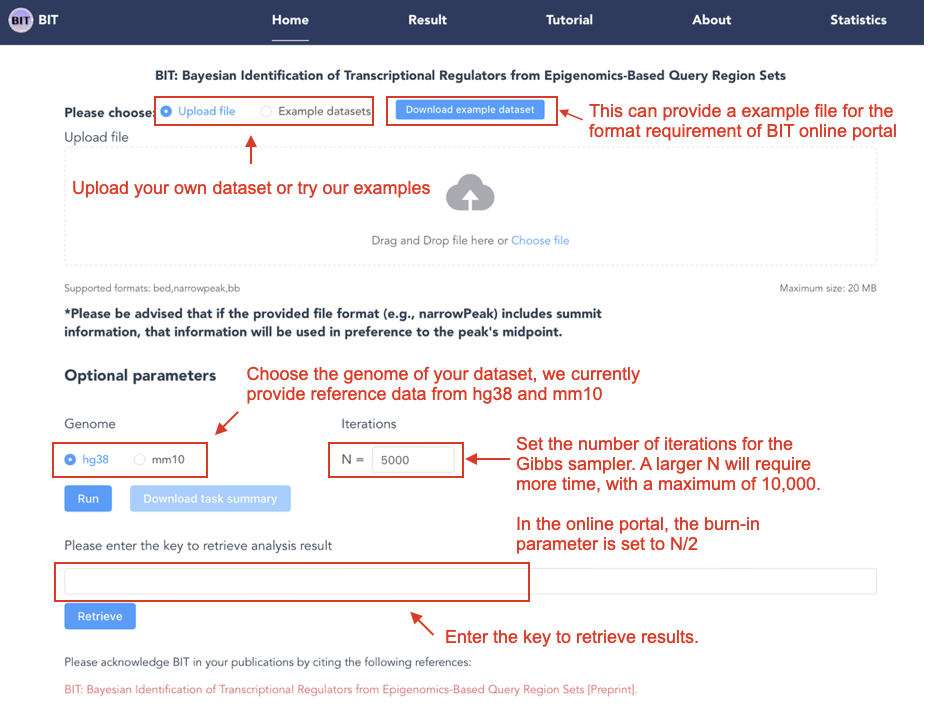 BIT BIT Home Result Tutorial About Statistics
BIT: Bayesian Identification of Transcriptional Regulators from Epigenomics-Based Query Region Sets
Please choose: Upload file Example datasets Download example dataset
This can provide a example file for the
format requirement of BIT online portal
Upload file
Upload your own dataset or try our examples
Drag and Drop file here or Choose file
Supported formats: bed,narrowpeak,bb Maximum size: 20 MB
*Please be advised that if the provided file format (e.g., narrowPeak) includes summit
information, that information will be used in preference to the peak's midpoint.
Optional parameters
Choose the genome of your dataset, we currently
provide reference data from hg38 and mm10
Genome Iterations
hg38 mm10 N = 5000
Set the number of iterations for the
Gibbs sampler. A larger N will require
more time, with a maximum of 10,000.
Run Download task summary
In the online portal, the burn-in
parameter is set to N/2
Please enter the key to retrieve analysis result
Retrieve
Enter the key to retrieve results.
Please acknowledge BIT in your publications by citing the following references:
BIT: Bayesian Identification of Transcriptional Regulators from Epigenomics-Based Query Region Sets [Preprint].